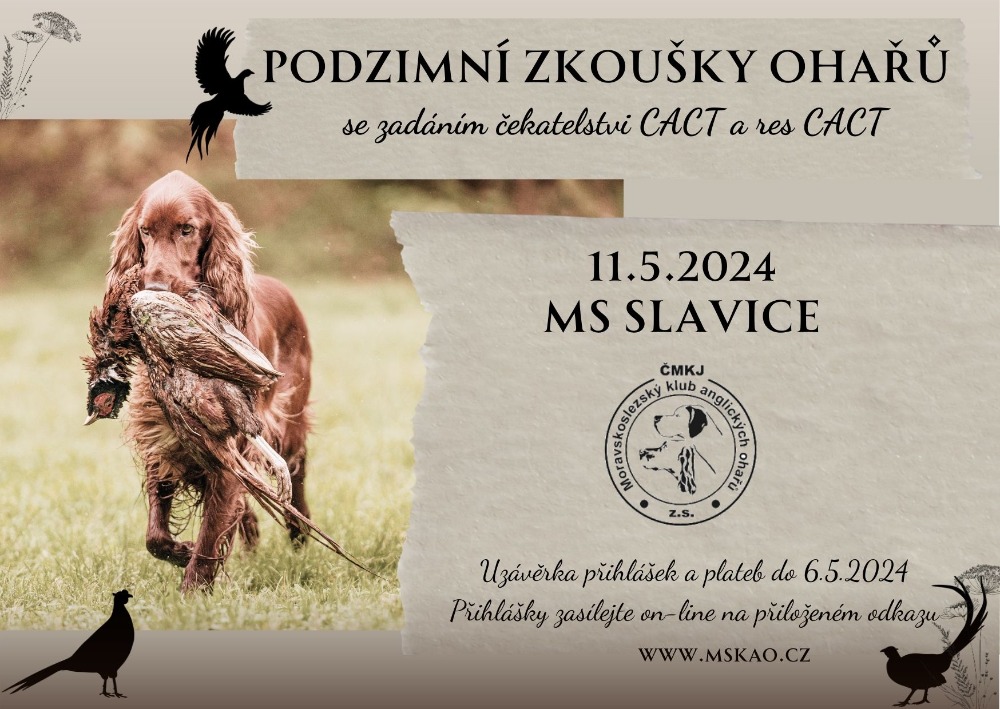 PODZIMNÍ ZKOUŠKY OHAŘŮ
se zadáním čekatelstvi CACT a res CACT
11.5.2024
MS SLAVICE
ČMKJ
Moravskoslezský klub anglických ohařů
z.s.
Uzávěrka přihlášek a plateb do 6.5.2024
Přihlášky zasílejte on-line na přiloženém odkazu
WWW.MSKAO.CZ